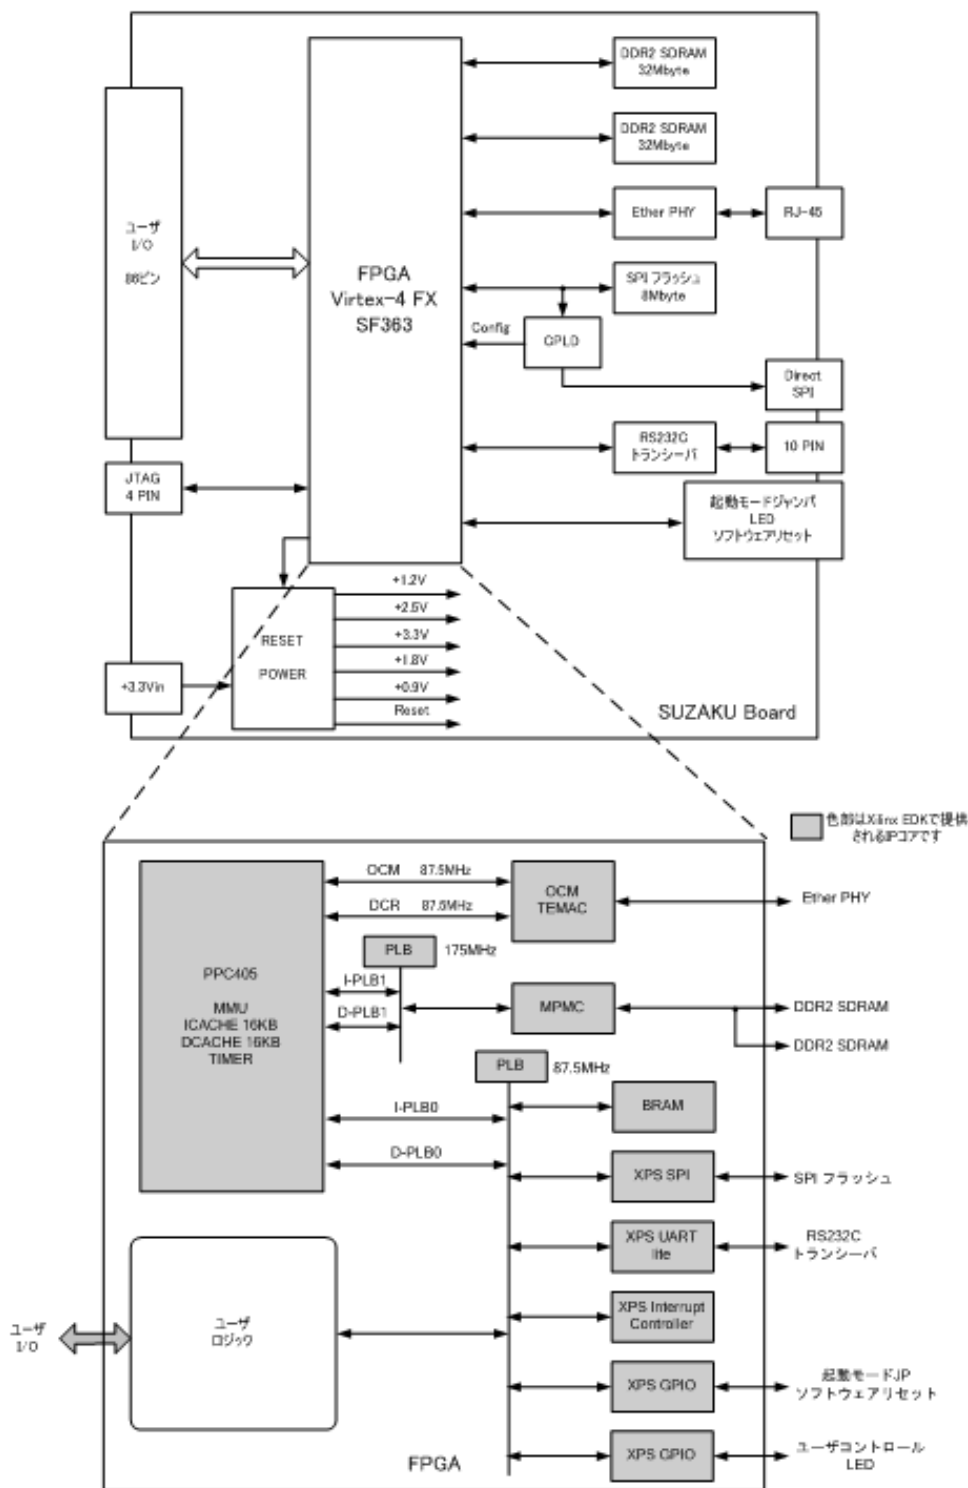 DDR2 SDRAM
32Mbyte
DDR2 SDRAM
32Mbyte
ユーザ
I/O
86ピン
FPGA
Virtex-4 FX
SF363
Ether PHY
RJ-45
SPI フラッシュ
8Mbyte
Config
CPLD
Direct
SPI
RS232C
トランシーバ
10 PIN
JTAG
4 PIN
起動モードジャンパ
LED
ソフトウェアリセット
+1.2V
+2.5V
+3.3V
+1.8V
+0.9V
Reset
RESET
POWER
+3.3Vin
SUZAKU Board
色部はXilinx EDKで提供
されるIPコアです
OCM 87.5MHz
DCR 87.5MHz
OCM
TEMAC
Ether PHY
PLB
175MHz
PPC405
MMU
ICACHE 16KB
DCACHE 16KB
TIMER
I-PLB1
D-PLB1
MPMC
DDR2 SDRAM
DDR2 SDRAM
PLB
87.5MHz
I-PLB0
D-PLB0
BRAM
XPS SPI
SPI フラッシュ
XPS UART
lite
RS232C
トランシーバ
ユーザ
I/O
ユーザ
ロジック
XPS Interrupt
Controller
XPS GPIO
起動モードJP
ソフトウェアリセット
XPS GPIO
ユーザコントロール
LED
FPGA